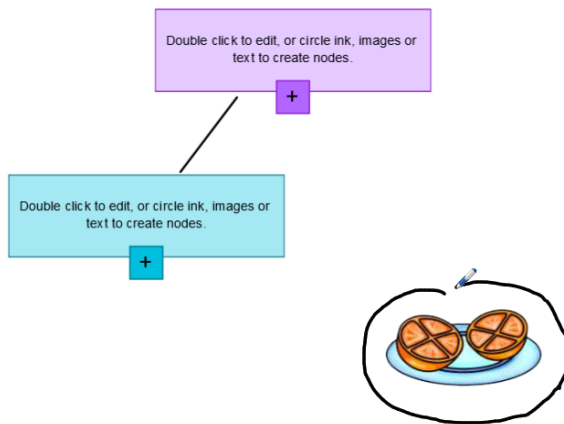 Double click to edit, or circle ink, images or
text to create nodes.
+
Double click to edit, or circle ink, images or
text to create nodes.
+